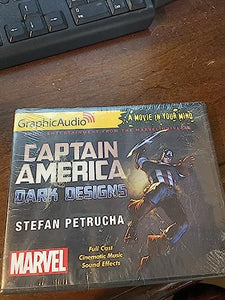 GraphicAudio
A MOVIE IN YOUR MIND
CAPTAIN
AMERICA
DARK DESIGNS
STEFAN PETRUCHA
Full Cast
Cinematic Music
Sound Effects
MARVEL